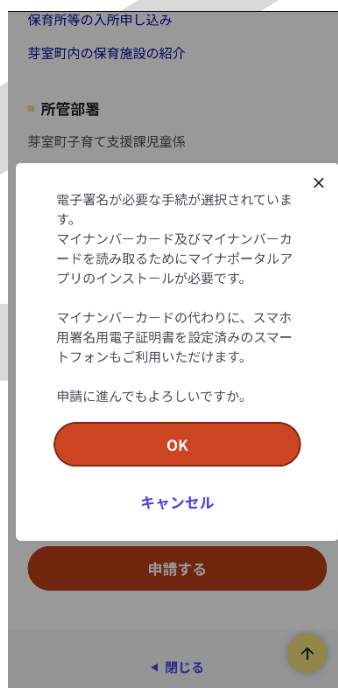 保育所等の入所申し込み
芽室町内の保育施設の紹介
所管部署
芽室町子育て支援課児童係
×
電子署名が必要な手続が選択されていま
す。
マイナンバーカード及びマイナンバーカ
ードを読み取るためにマイナポータルア
プリのインストールが必要です。
マイナンバーカードの代わりに、スマホ
用署名用電子証明書を設定済みのスマー
トフォンもご利用いただけます。
申請に進んでもよろしいですか。
OK
キャンセル
申請する
閉じる